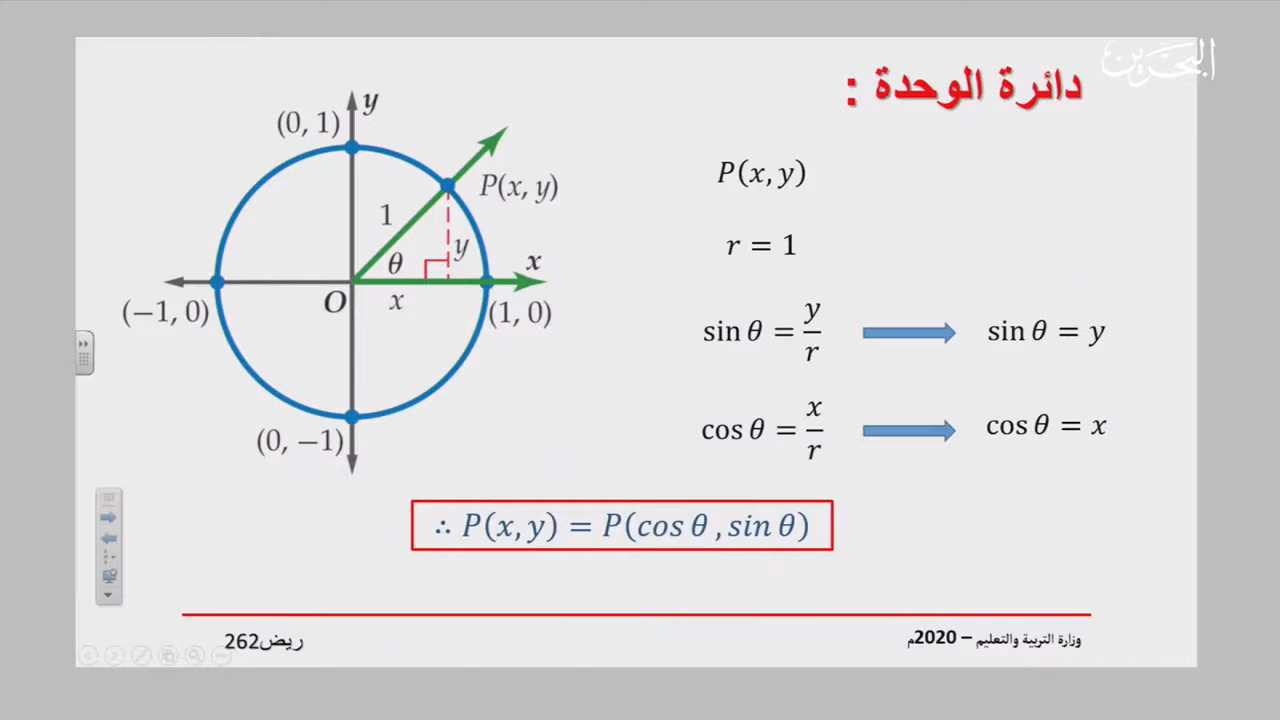 البحرين
دائرة الوحدة :
y
(0, 1)
P(x, y)
1
θ
y
x
O
x
(−1, 0)
(1, 0)
(0, −1)
P(x, y)
r = 1
sin θ = y/r
sin θ = y
cos θ = x/r
cos θ = x
∴ P(x, y) = P(cos θ , sin θ)
ريض262
وزارة التربية والتعليم – 2020م